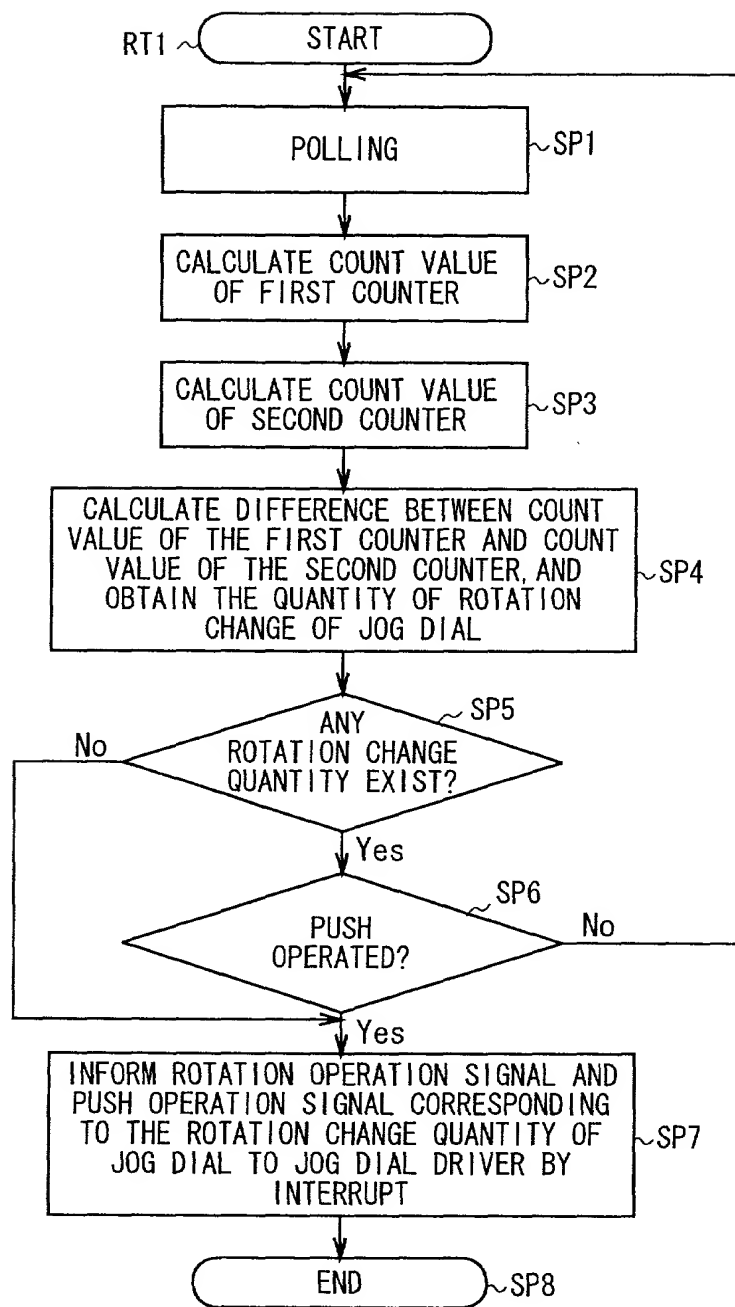 RT1
START
POLLING
SP1
CALCULATE COUNT VALUE
OF FIRST COUNTER
SP2
CALCULATE COUNT VALUE
OF SECOND COUNTER
SP3
CALCULATE DIFFERENCE BETWEEN COUNT
VALUE OF THE FIRST COUNTER AND COUNT
VALUE OF THE SECOND COUNTER, AND
OBTAIN THE QUANTITY OF ROTATION
CHANGE OF JOG DIAL
SP4
SP5
ANY
ROTATION CHANGE
QUANTITY EXIST?
No
Yes
SP6
PUSH
OPERATED?
No
Yes
INFORM ROTATION OPERATION SIGNAL AND
PUSH OPERATION SIGNAL CORRESPONDING
TO THE ROTATION CHANGE QUANTITY OF
JOG DIAL TO JOG DIAL DRIVER BY
INTERRUPT
SP7
END
SP8